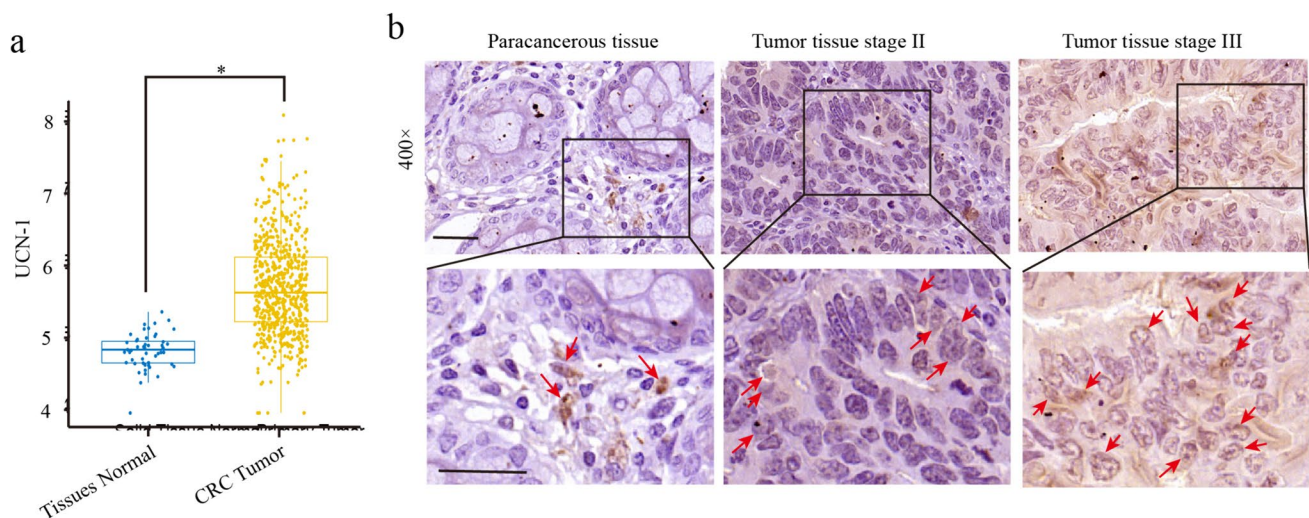 a
*
8
7
6
5
4
UCN-1
Tissues Normal
CRC Tumor
b
Paracancerous tissue
Tumor tissue stage II
Tumor tissue stage III
400×